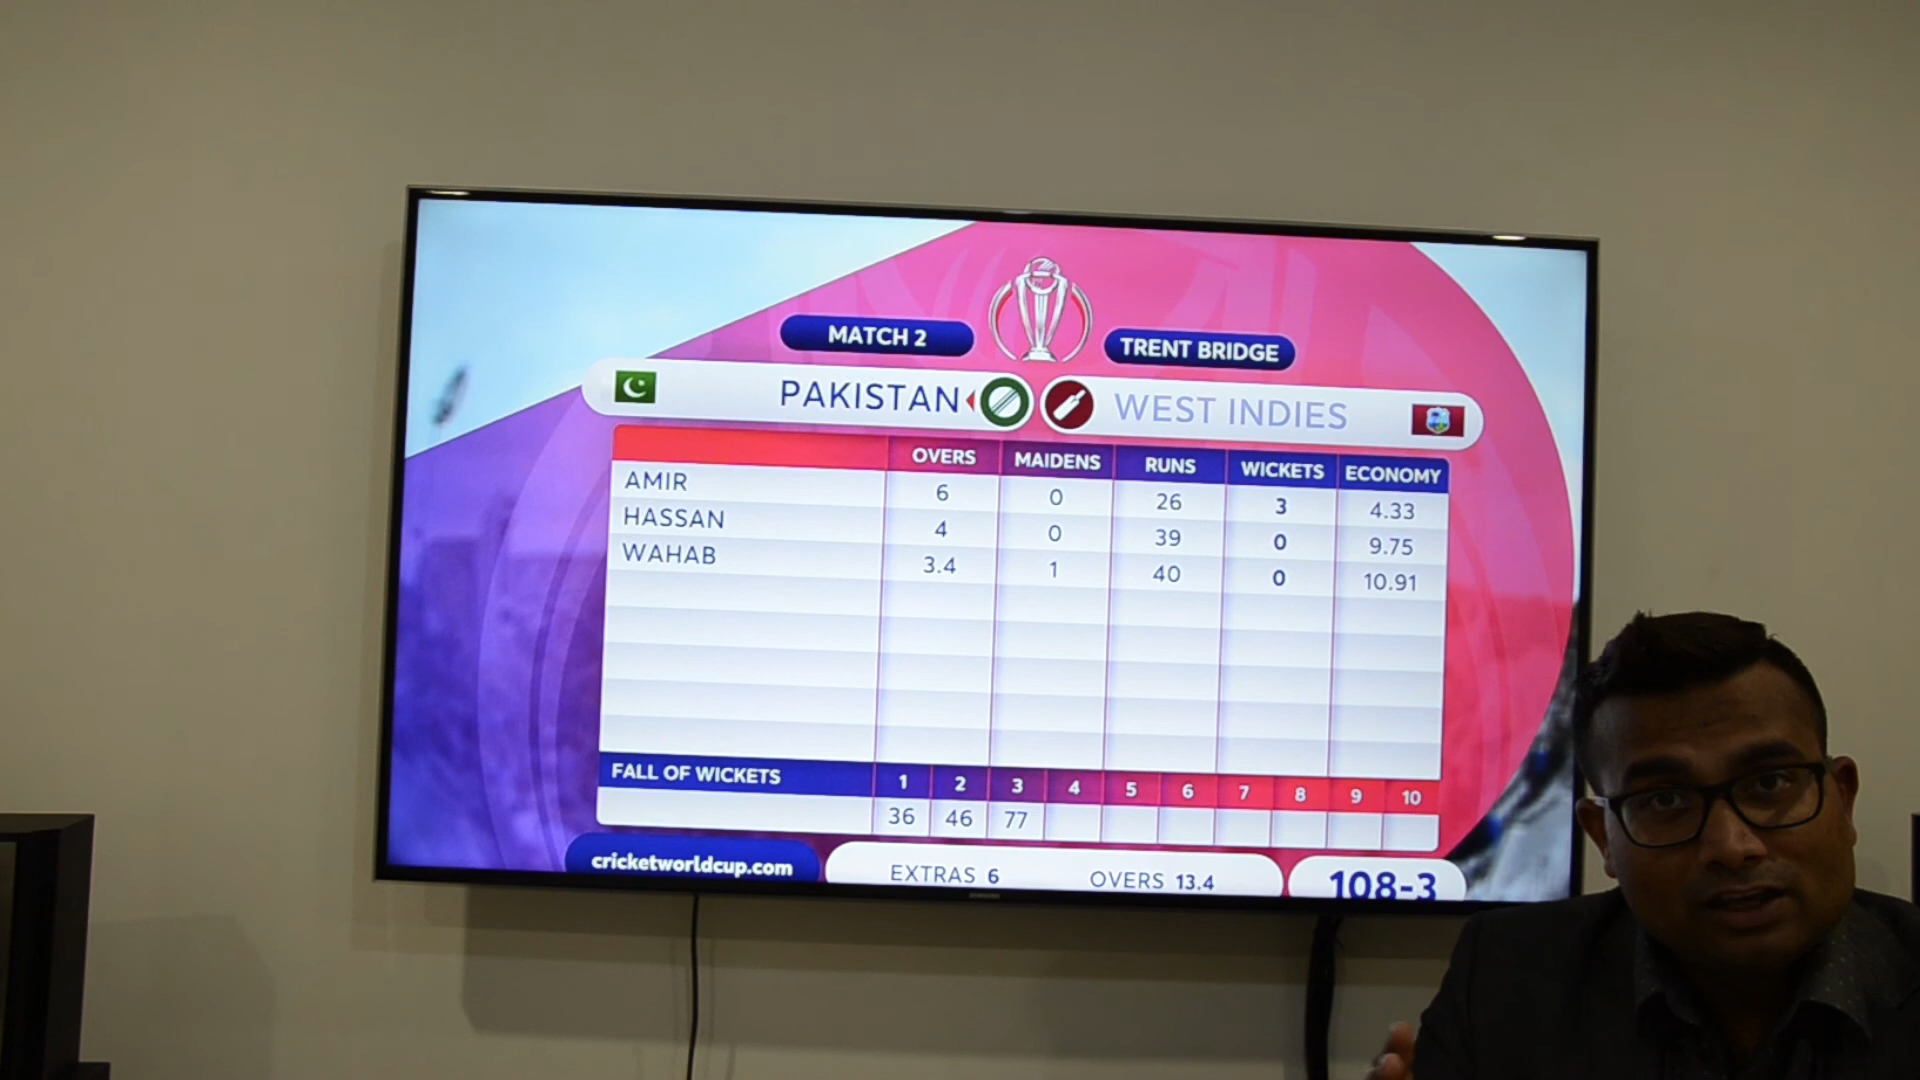 MATCH 2
TRENT BRIDGE
PAKISTAN WEST INDIES
OVERS MAIDENS RUNS WICKETS ECONOMY
AMIR 6 0 26 3 4.33
HASSAN 4 0 39 0 9.75
WAHAB 3.4 1 40 0 10.91
FALL OF WICKETS 1 2 3 4 5 6 7 8 9 10
36 46 77
cricketworldcup.com EXTRAS 6 OVERS 13.4 108-3
SAMSUNG